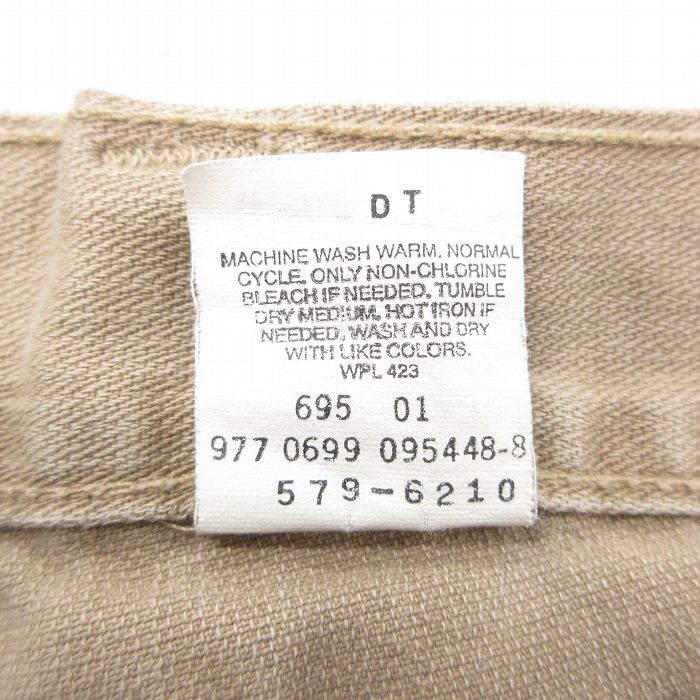 D T
MACHINE WASH WARM. NORMAL
CYCLE. ONLY NON-CHLORINE
BLEACH IF NEEDED. TUMBLE
DRY MEDIUM. HOT IRON IF
NEEDED. WASH AND DRY
WITH LIKE COLORS.
WPL 423
695 01
977 0699 095448-8
579-6210